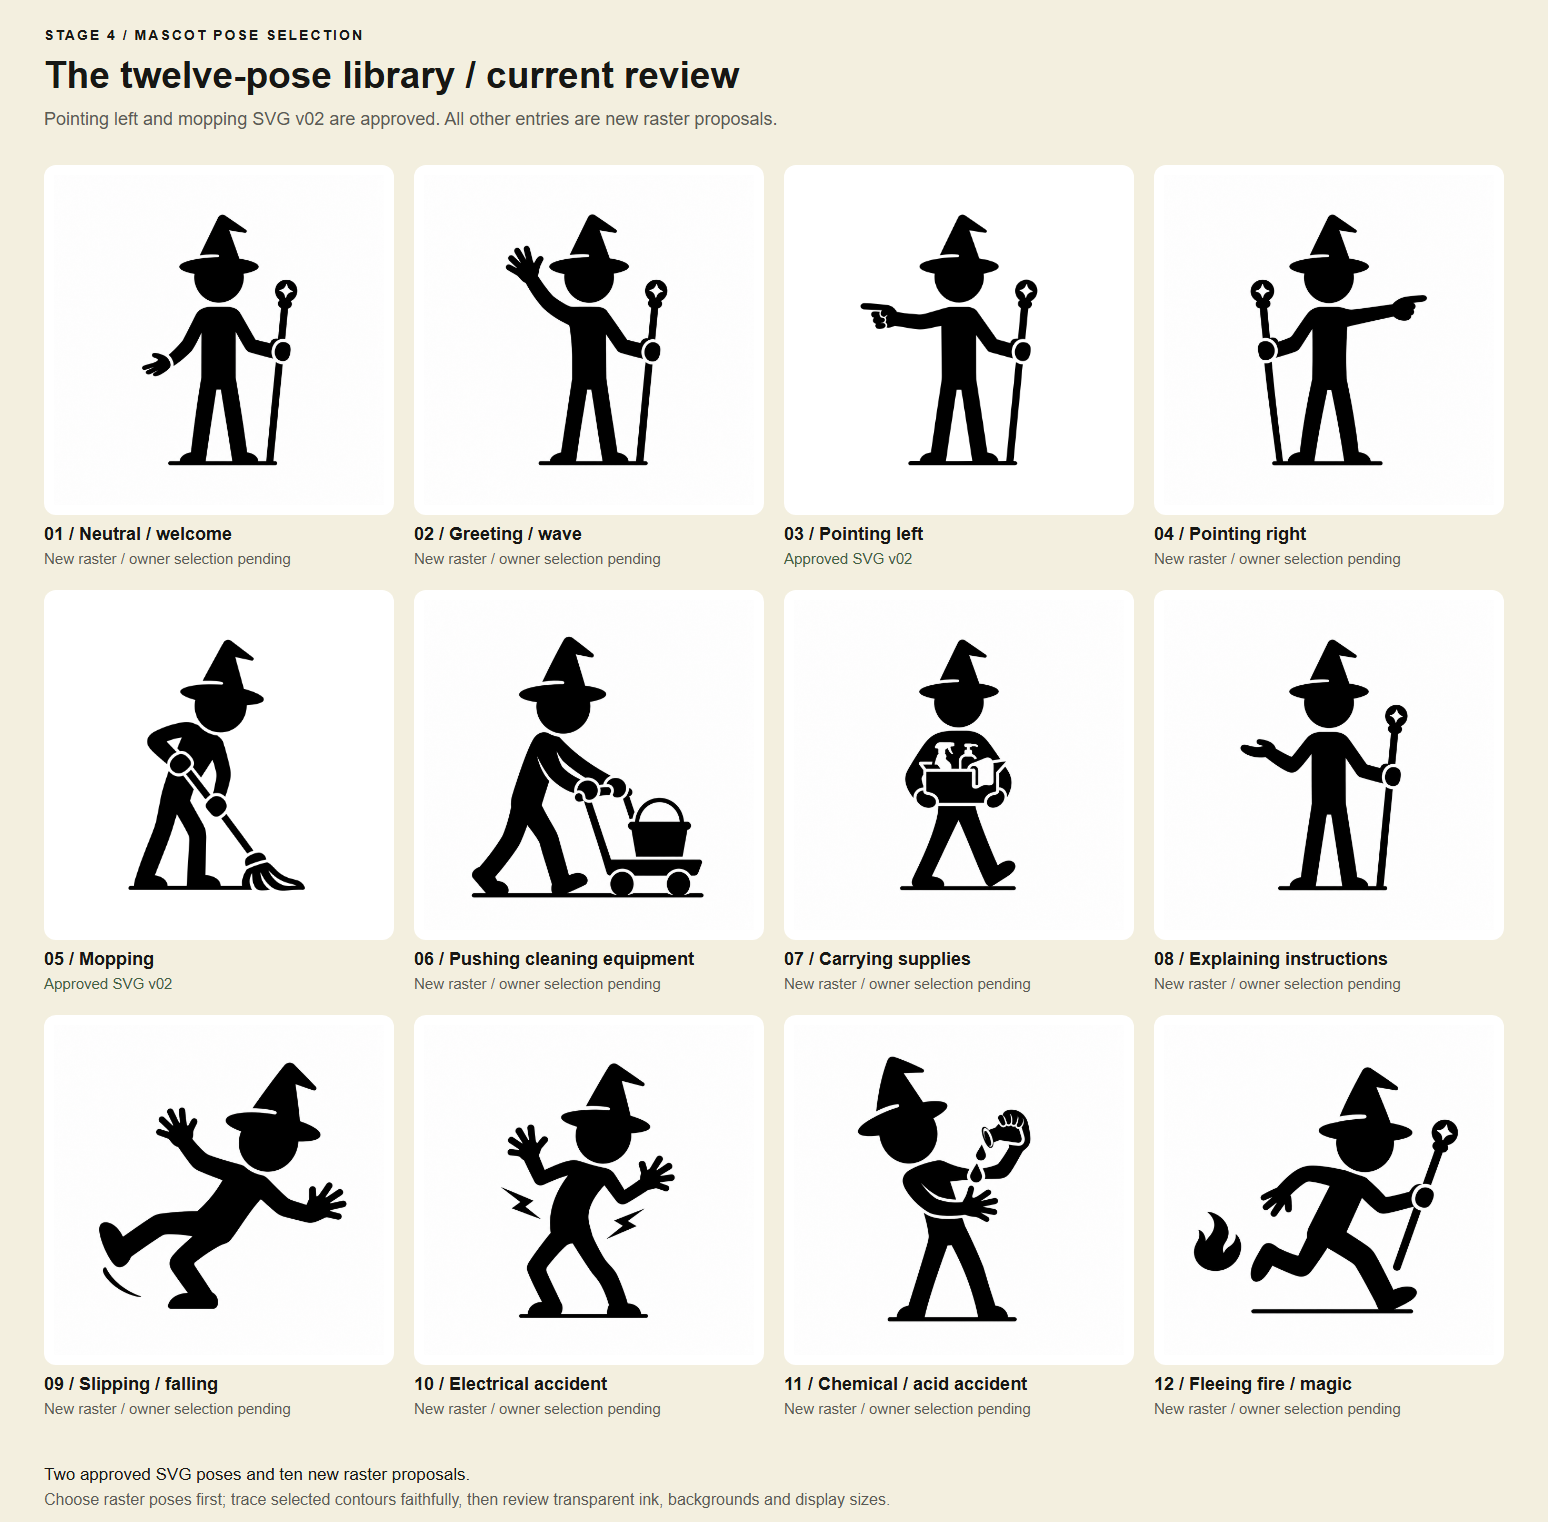 STAGE 4 / MASCOT POSE SELECTION
The twelve-pose library / current review
Pointing left and mopping SVG v02 are approved. All other entries are new raster proposals.
01 / Neutral / welcome
New raster / owner selection pending
02 / Greeting / wave
New raster / owner selection pending
03 / Pointing left
Approved SVG v02
04 / Pointing right
New raster / owner selection pending
05 / Mopping
Approved SVG v02
06 / Pushing cleaning equipment
New raster / owner selection pending
07 / Carrying supplies
New raster / owner selection pending
08 / Explaining instructions
New raster / owner selection pending
09 / Slipping / falling
New raster / owner selection pending
10 / Electrical accident
New raster / owner selection pending
11 / Chemical / acid accident
New raster / owner selection pending
12 / Fleeing fire / magic
New raster / owner selection pending
Two approved SVG poses and ten new raster proposals.
Choose raster poses first; trace selected contours faithfully, then review transparent ink, backgrounds and display sizes.